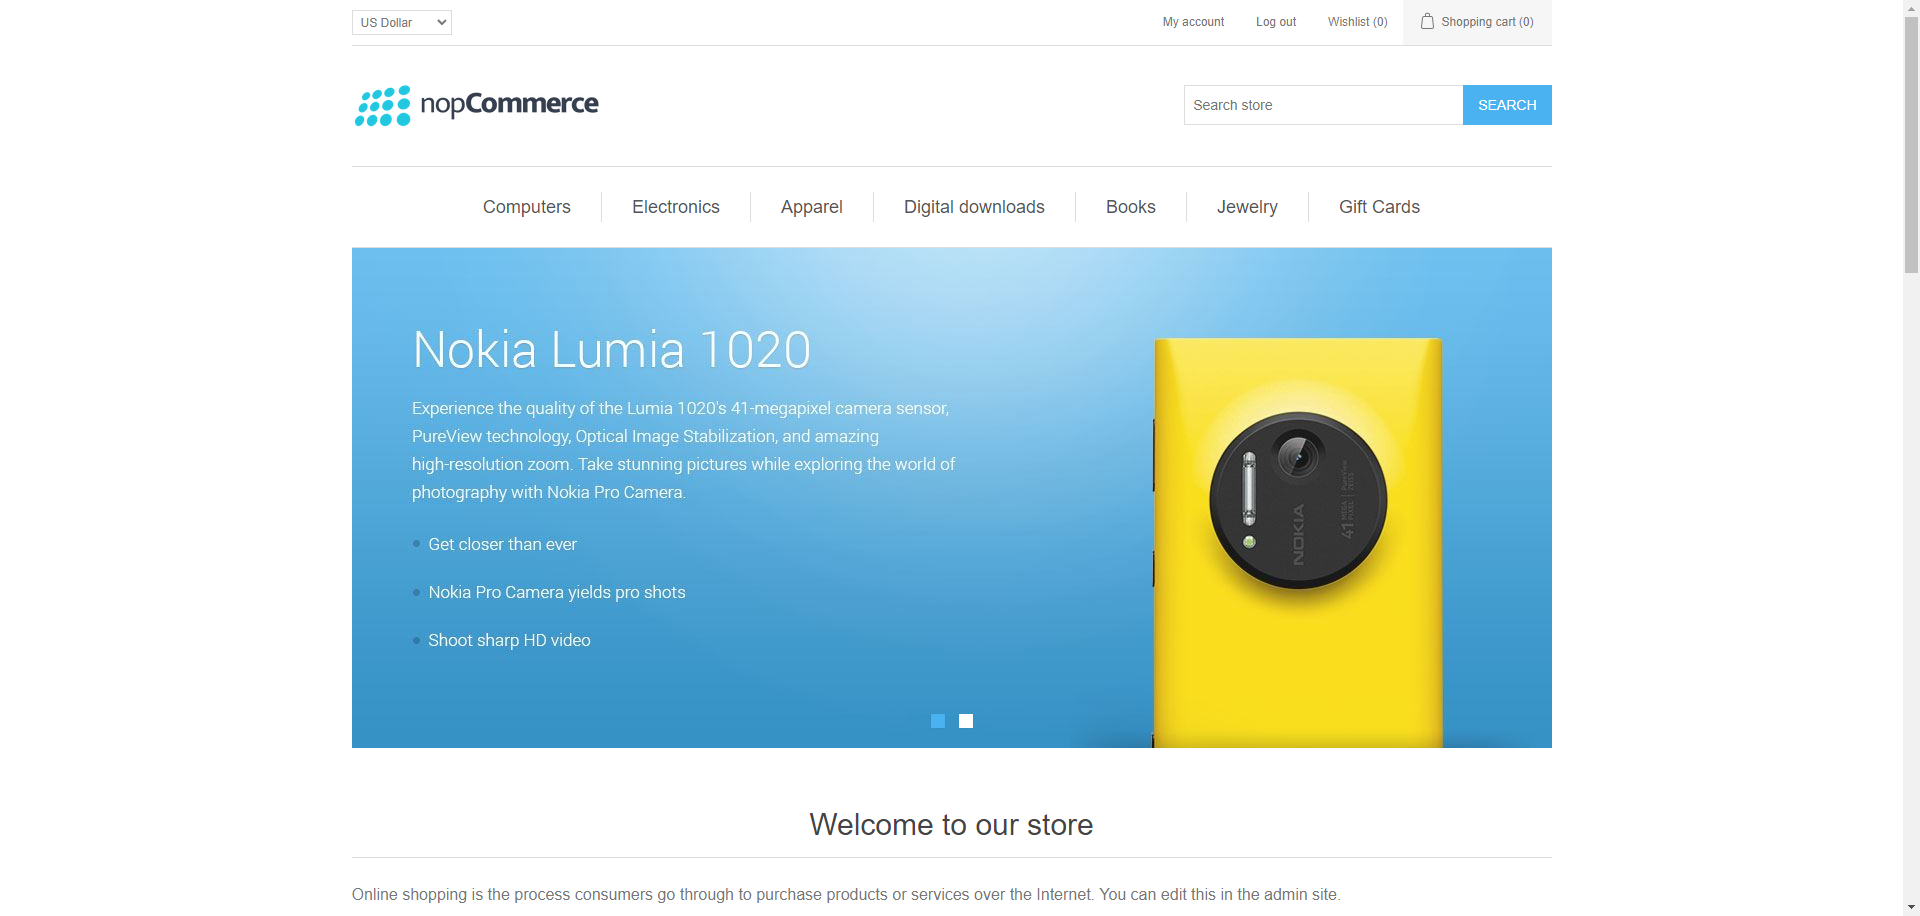 US Dollar
My account
Log out
Wishlist (0)
Shopping cart (0)
nopCommerce
Search store
SEARCH
Computers
Electronics
Apparel
Digital downloads
Books
Jewelry
Gift Cards
Nokia Lumia 1020
Experience the quality of the Lumia 1020's 41-megapixel camera sensor,
PureView technology, Optical Image Stabilization, and amazing
high-resolution zoom. Take stunning pictures while exploring the world of
photography with Nokia Pro Camera.
Get closer than ever
Nokia Pro Camera yields pro shots
Shoot sharp HD video
NOKIA
41 MEGA PIXEL
PureView
ZEISS
Welcome to our store
Online shopping is the process consumers go through to purchase products or services over the Internet. You can edit this in the admin site.